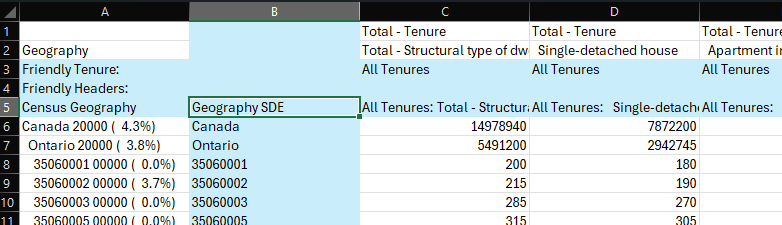 A B C D
1 Total - Tenure Total - Tenure Total - Tenure
2 Geography Total - Structural type of dw Single-detached house Apartment in
3 Friendly Tenure: All Tenures All Tenures All Tenures
4 Friendly Headers:
5 Census Geography Geography SDE All Tenures: Total - Structura All Tenures: Single-detache All Tenures:
6 Canada 20000 ( 4.3%) Canada 14978940 7872200
7 Ontario 20000 ( 3.8%) Ontario 5491200 2942745
8 35060001 00000 ( 0.0%) 35060001 200 180
9 35060002 00000 ( 3.7%) 35060002 215 190
10 35060003 00000 ( 0.0%) 35060003 285 270
11 35060005 00000 ( 0.0%) 35060005 315 305